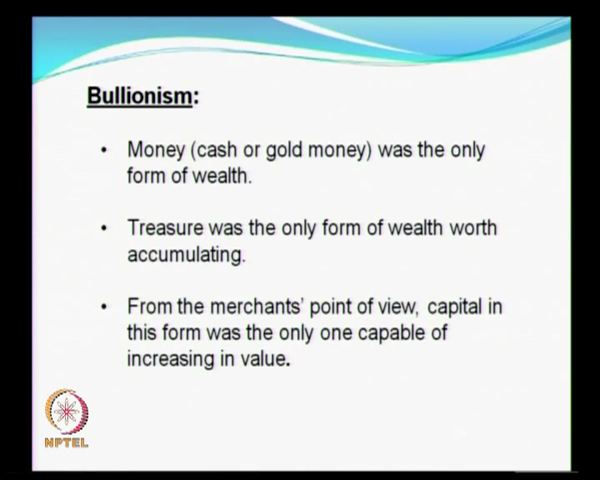 Bullionism:
• Money (cash or gold money) was the only
form of wealth.
• Treasure was the only form of wealth worth
accumulating.
• From the merchants' point of view, capital in
this form was the only one capable of
increasing in value.
NPTEL